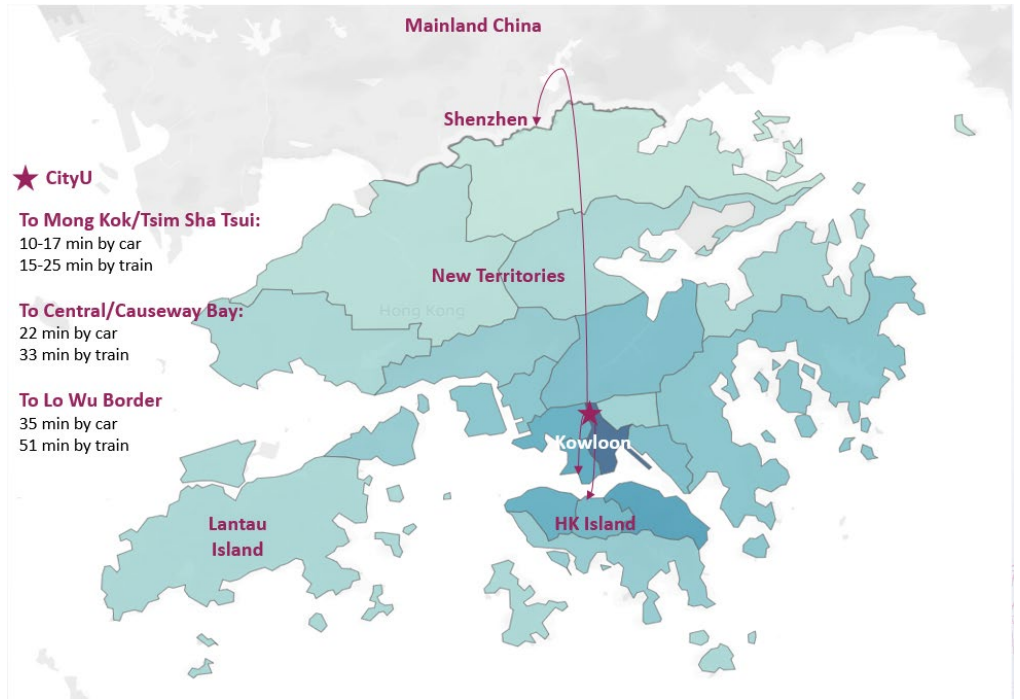 Mainland China
Shenzhen
CityU
To Mong Kok/Tsim Sha Tsui:
10-17 min by car
15-25 min by train
New Territories
To Central/Causeway Bay:
Hong Kong
22 min by car
33 min by train
To Lo Wu Border
35 min by car
51 min by train
Kowloon
Lantau
Island
HK Island